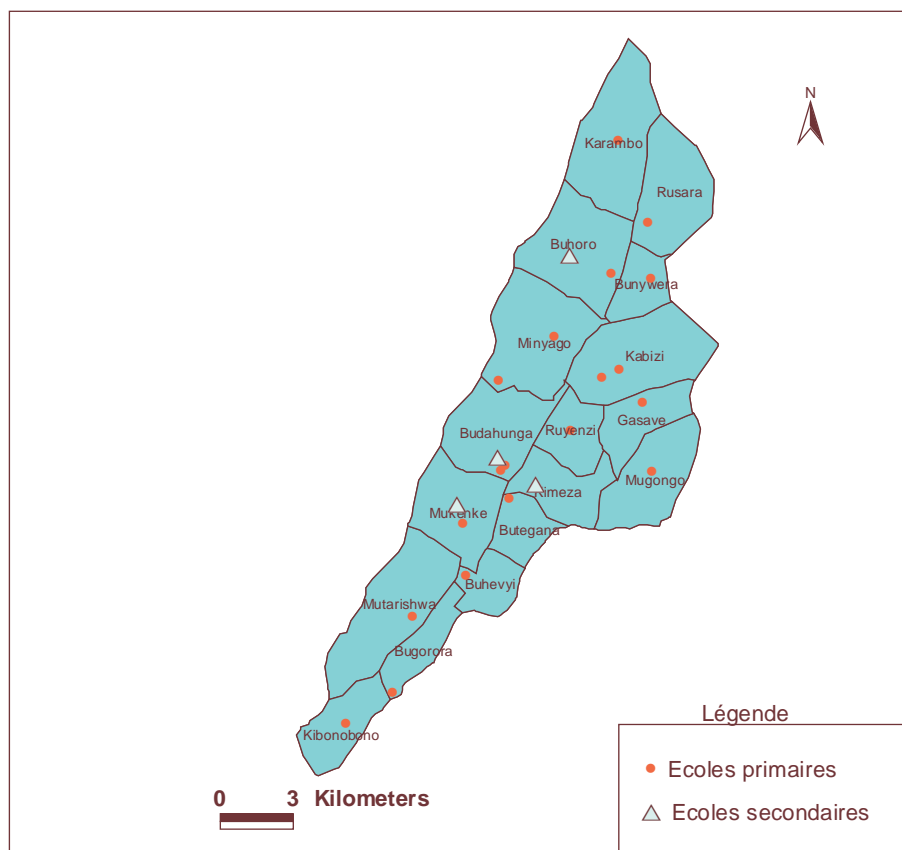 N
Karambo
Rusara
Buhoro
Bunywera
Minyago
Kabizi
Gasave
Budahunga
Ruyenzi
Mugongo
Kimeza
Mukenke
Butegana
Buhevyi
Mutarishwa
Bugorora
Kibonobono
Légende
Ecoles primaires
Ecoles secondaires
0 3 Kilometers